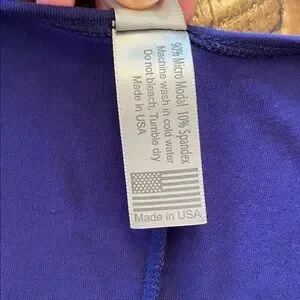 90% Micro Modal 10% Spandex
Machine wash in cold water
Do not bleach, Tumble dry
Made in USA
Made in USA